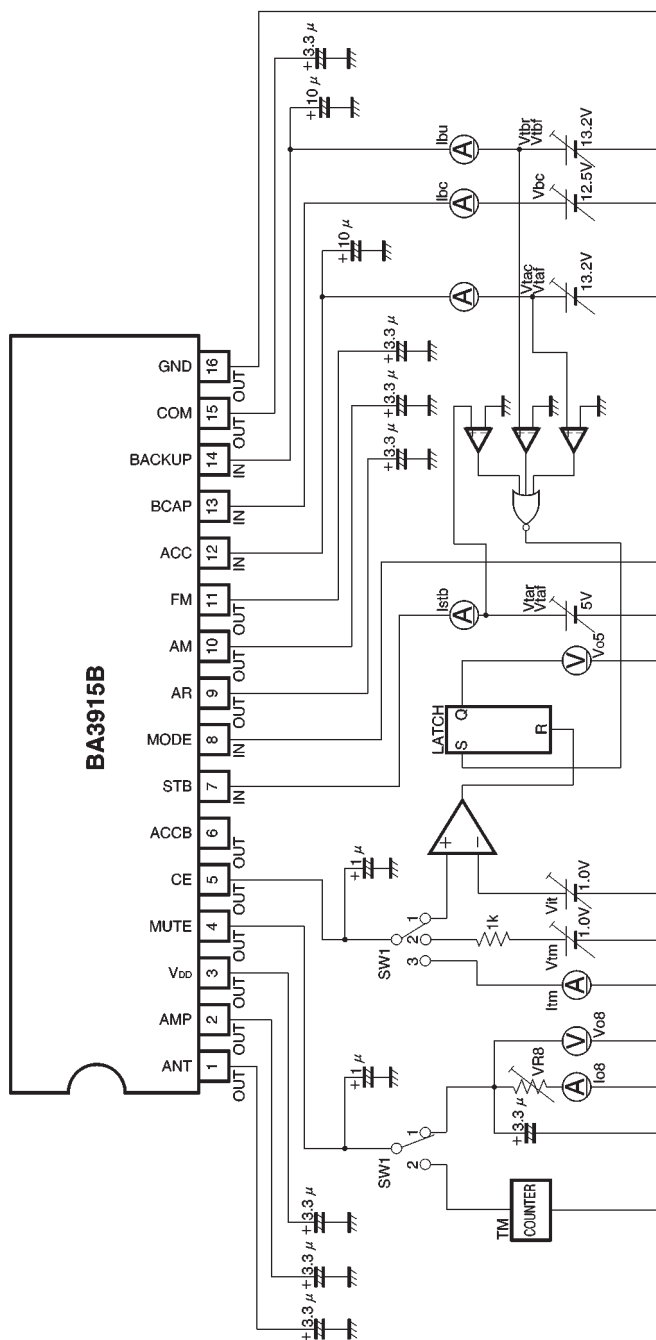 BA3915B
ANT
AMP
VDD
MUTE
CE
ACCB
STB
MODE
AR
AM
FM
ACC
BCAP
BACKUP
COM
GND
1
2
3
4
5
6
7
8
9
10
11
12
13
14
15
16
OUT
OUT
OUT
OUT
OUT
OUT
IN
IN
OUT
OUT
OUT
IN
IN
IN
OUT
OUT
+ 3.3 μ
+ 3.3 μ
+ 3.3 μ
+ 1 μ
+ 1 μ
+ 3.3 μ
+ 3.3 μ
+ 3.3 μ
+ 10 μ
+ 10 μ
+ 3.3 μ
SW1
2
1
TM
COUNTER
+ 3.3 μ
VR8
A
Io8
V
Vo8
SW1
3
2
1
1k
A
Itm
Vtm
1.0V
Vit
1.0V
+
−
LATCH
S
Q
R
V
Vo5
Istb
A
Vtar
Vtaf
5V
A
Vtac
Vtaf
13.2V
Ibc
A
Vbc
12.5V
Ibu
A
Vtbr
Vtbf
13.2V